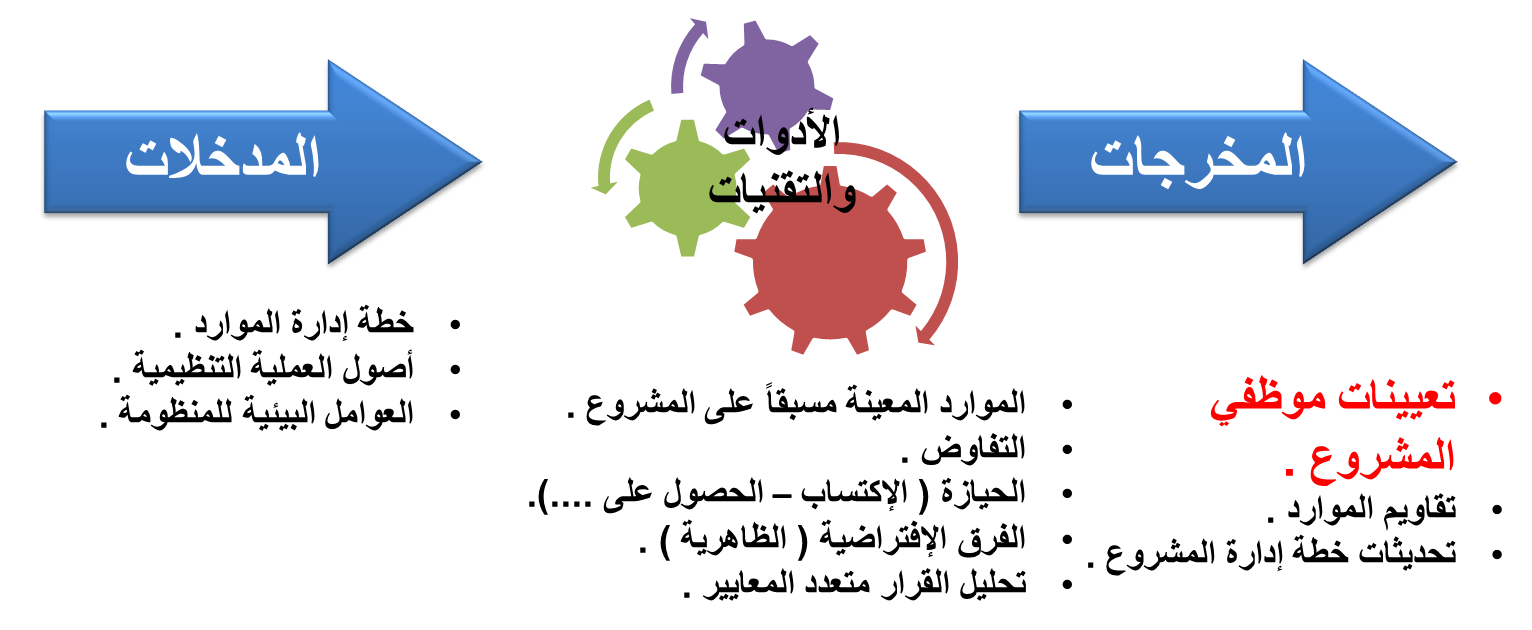 المدخلات
• خطة إدارة الموارد .
• أصول العملية التنظيمية .
• العوامل البيئية للمنظومة .
الأدوات
والتقنيات
• الموارد المعينة مسبقاً على المشروع .
• التفاوض .
• الحيازة ( الإكتساب – الحصول على ....).
• الفرق الإفتراضية ( الظاهرية ) .
• تحليل القرار متعدد المعايير .
المخرجات
• تعيينات موظفي
المشروع .
• تقاويم الموارد .
• تحديثات خطة إدارة المشروع .